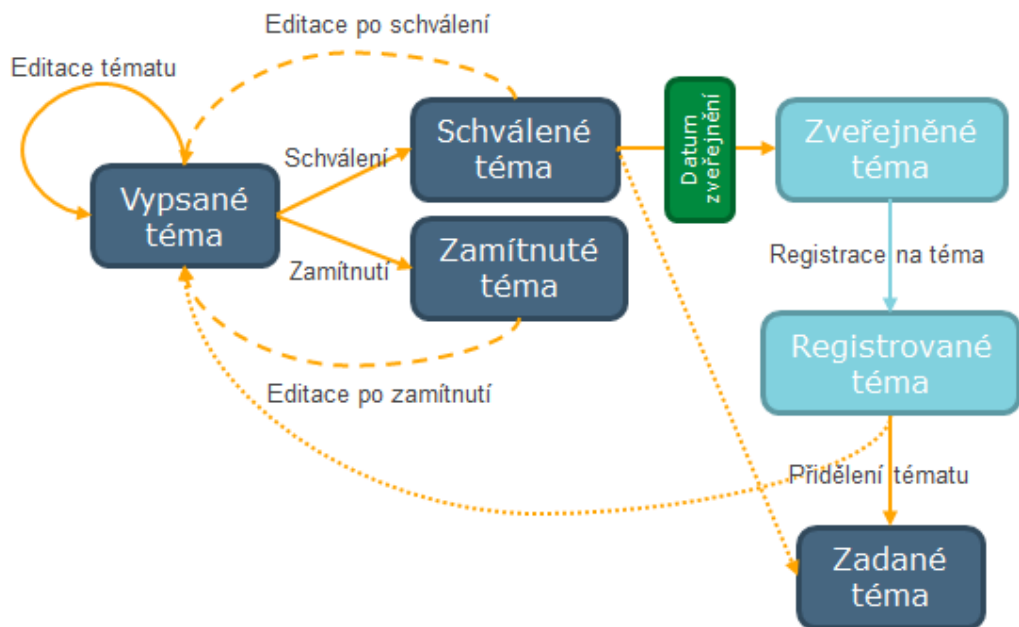 Editace po schválení
Editace tématu
Schválené
téma
Datum
zveřejnění
Zveřejněné
téma
Schválení
Vypsané
téma
Zamítnuté
téma
Zamítnutí
Registrace na téma
Registrované
téma
Editace po zamítnutí
Přidělení tématu
Zadané
téma